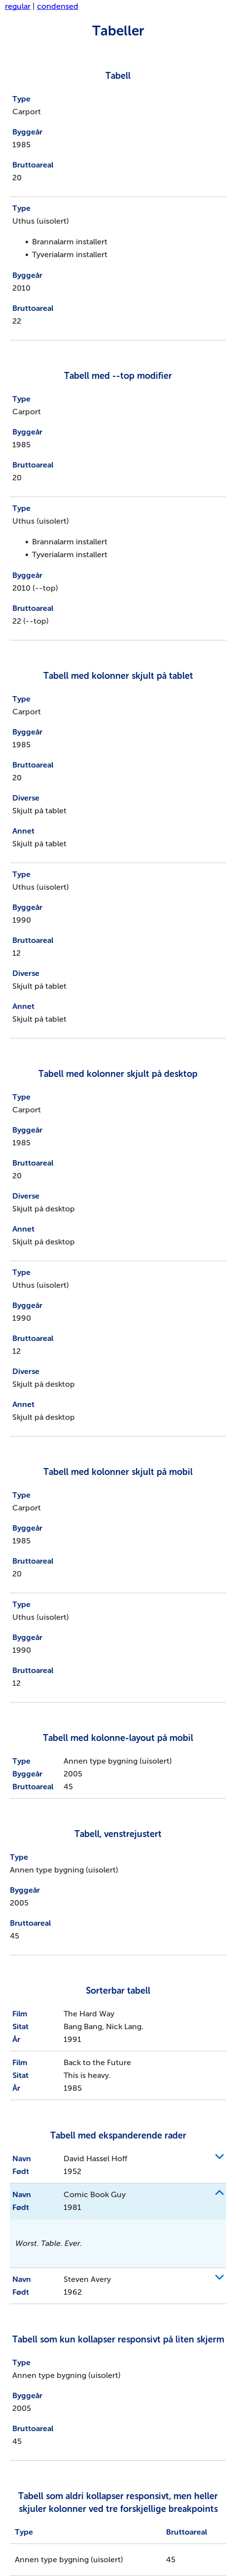 regular | condensed
Tabeller
Tabell
Type
Carport
Byggeår
1985
Bruttoareal
20
Type
Uthus (uisolert)
• Brannalarm installert
• Tyverialarm installert
Byggeår
2010
Bruttoareal
22
Tabell med --top modifier
Type
Carport
Byggeår
1985
Bruttoareal
20
Type
Uthus (uisolert)
• Brannalarm installert
• Tyverialarm installert
Byggeår
2010 (--top)
Bruttoareal
22 (--top)
Tabell med kolonner skjult på tablet
Type
Carport
Byggeår
1985
Bruttoareal
20
Diverse
Skjult på tablet
Annet
Skjult på tablet
Type
Uthus (uisolert)
Byggeår
1990
Bruttoareal
12
Diverse
Skjult på tablet
Annet
Skjult på tablet
Tabell med kolonner skjult på desktop
Type
Carport
Byggeår
1985
Bruttoareal
20
Diverse
Skjult på desktop
Annet
Skjult på desktop
Type
Uthus (uisolert)
Byggeår
1990
Bruttoareal
12
Diverse
Skjult på desktop
Annet
Skjult på desktop
Tabell med kolonner skjult på mobil
Type
Carport
Byggeår
1985
Bruttoareal
20
Type
Uthus (uisolert)
Byggeår
1990
Bruttoareal
12
Tabell med kolonne-layout på mobil
Type Annen type bygning (uisolert)
Byggeår 2005
Bruttoareal 45
Tabell, venstrejustert
Type
Annen type bygning (uisolert)
Byggeår
2005
Bruttoareal
45
Sorterbar tabell
Film The Hard Way
Sitat Bang Bang, Nick Lang.
År 1991
Film Back to the Future
Sitat This is heavy.
År 1985
Tabell med ekspanderende rader
Navn David Hassel Hoff
Født 1952
Navn Comic Book Guy
Født 1981
Worst. Table. Ever.
Navn Steven Avery
Født 1962
Tabell som kun kollapser responsivt på liten skjerm
Type
Annen type bygning (uisolert)
Byggeår
2005
Bruttoareal
45
Tabell som aldri kollapser responsivt, men heller
skjuler kolonner ved tre forskjellige breakpoints
Type Bruttoareal
Annen type bygning (uisolert) 45